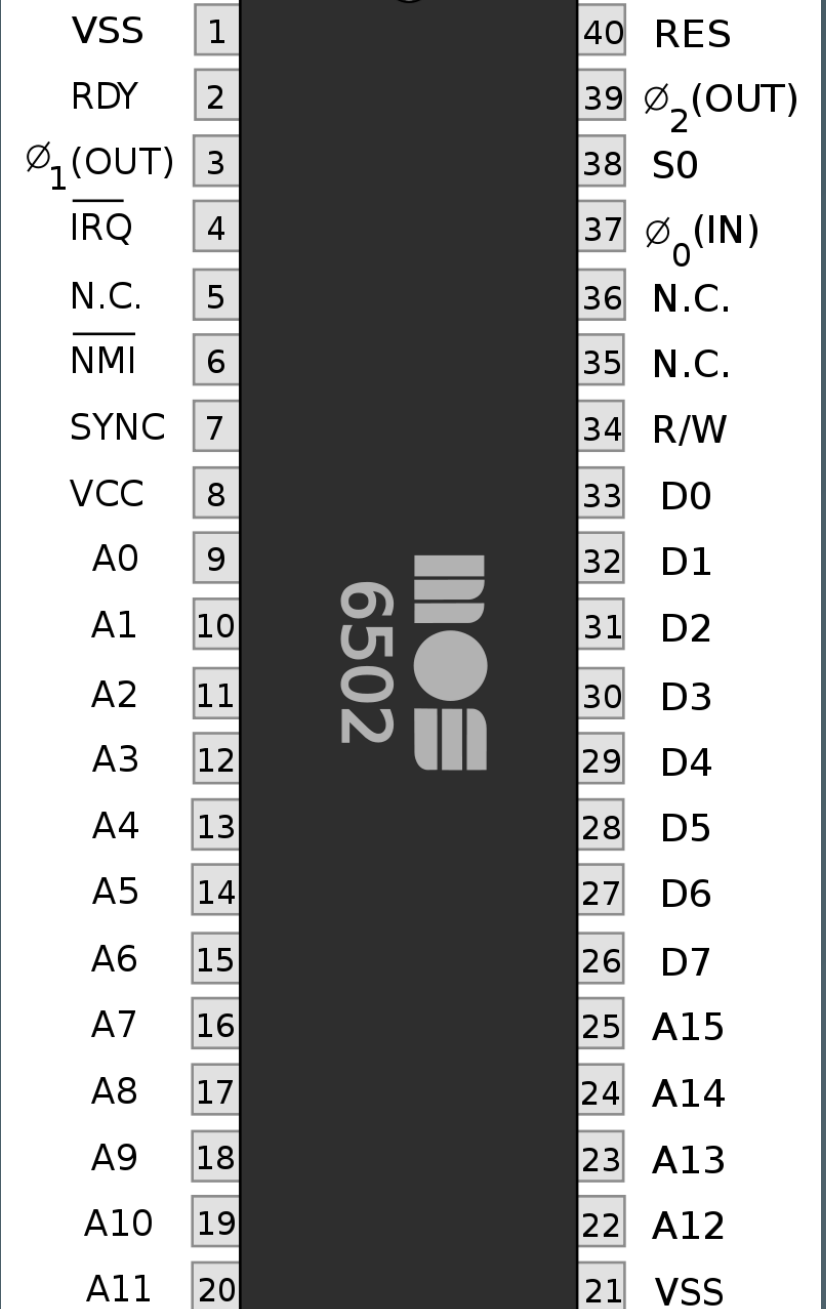 VSS 1 40 RES
RDY 2 39 ∅2(OUT)
∅1(OUT) 3 38 S0
I̅R̅Q̅ 4 37 ∅0(IN)
N.C. 5 36 N.C.
N̅M̅I̅ 6 35 N.C.
SYNC 7 34 R/W
VCC 8 33 D0
A0 9 32 D1
A1 10 31 D2
A2 11 30 D3
A3 12 29 D4
A4 13 28 D5
A5 14 27 D6
A6 15 26 D7
A7 16 25 A15
A8 17 24 A14
A9 18 23 A13
A10 19 22 A12
A11 20 21 VSS
mos
6502